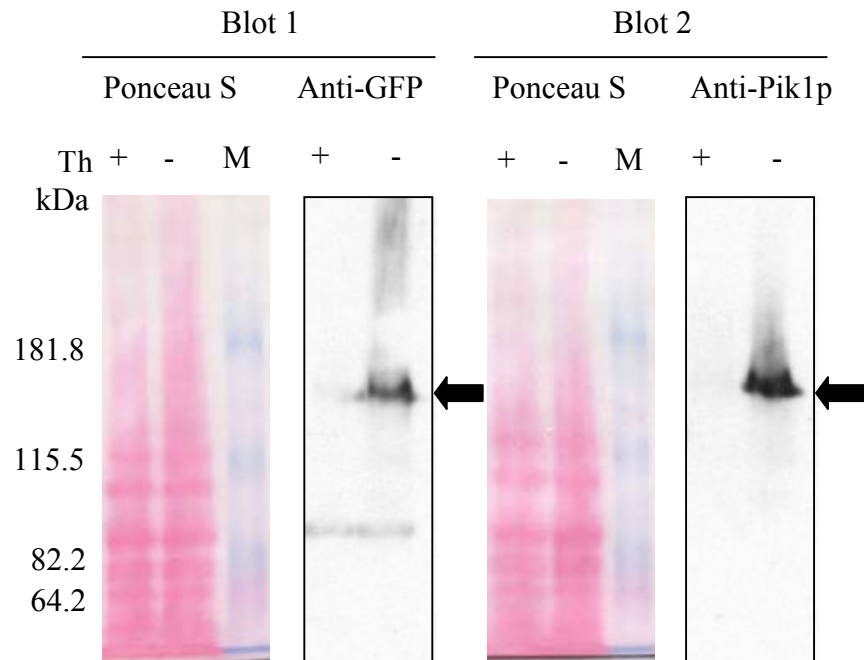 Blot 1 Blot 2
Ponceau S Anti-GFP Ponceau S Anti-Pik1p
Th + - M + - + - M + -
kDa
181.8
115.5
82.2
64.2